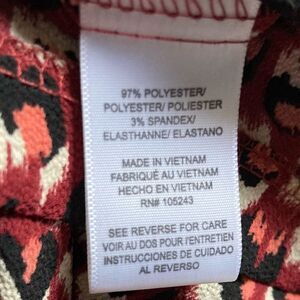 97% POLYESTER/
POLYESTER/ POLIESTER
3% SPANDEX/
ELASTHANNE/ ELASTANO
MADE IN VIETNAM
FABRIQUÉ AU VIETNAM
HECHO EN VIETNAM
RN# 105243
SEE REVERSE FOR CARE
VOIR AU DOS POUR L'ENTRETIEN
INSTRUCCIONES DE CUIDADO
AL REVERSO